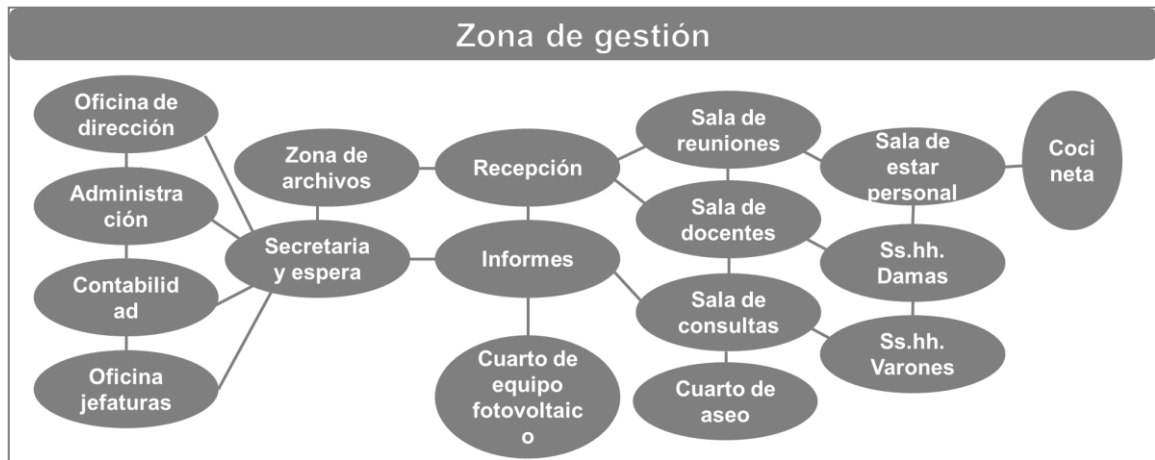 Zona de gestión
Oficina de
dirección
Administra
ción
Contabilid
ad
Oficina
jefaturas
Zona de
archivos
Secretaria
y espera
Recepción
Informes
Cuarto de
equipo
fotovoltaic
o
Sala de
reuniones
Sala de
docentes
Sala de
consultas
Cuarto de
aseo
Sala de
estar
personal
Ss.hh.
Damas
Ss.hh.
Varones
Coci
neta